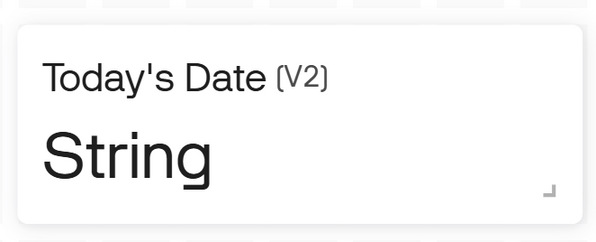 Today's Date (V2)
String